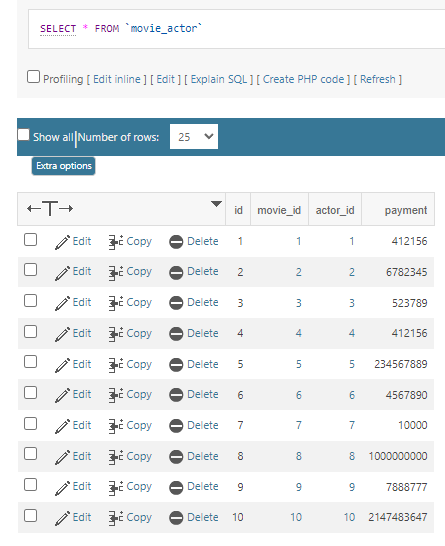 SELECT * FROM `movie_actor`
Profiling [ Edit inline ] [ Edit ] [ Explain SQL ] [ Create PHP code ] [ Refresh ]
Show all Number of rows: 25
Extra options
id movie_id actor_id payment
Edit Copy Delete 1 1 1 412156
Edit Copy Delete 2 2 2 6782345
Edit Copy Delete 3 3 3 523789
Edit Copy Delete 4 4 4 412156
Edit Copy Delete 5 5 5 234567889
Edit Copy Delete 6 6 6 4567890
Edit Copy Delete 7 7 7 10000
Edit Copy Delete 8 8 8 1000000000
Edit Copy Delete 9 9 9 7888777
Edit Copy Delete 10 10 10 2147483647